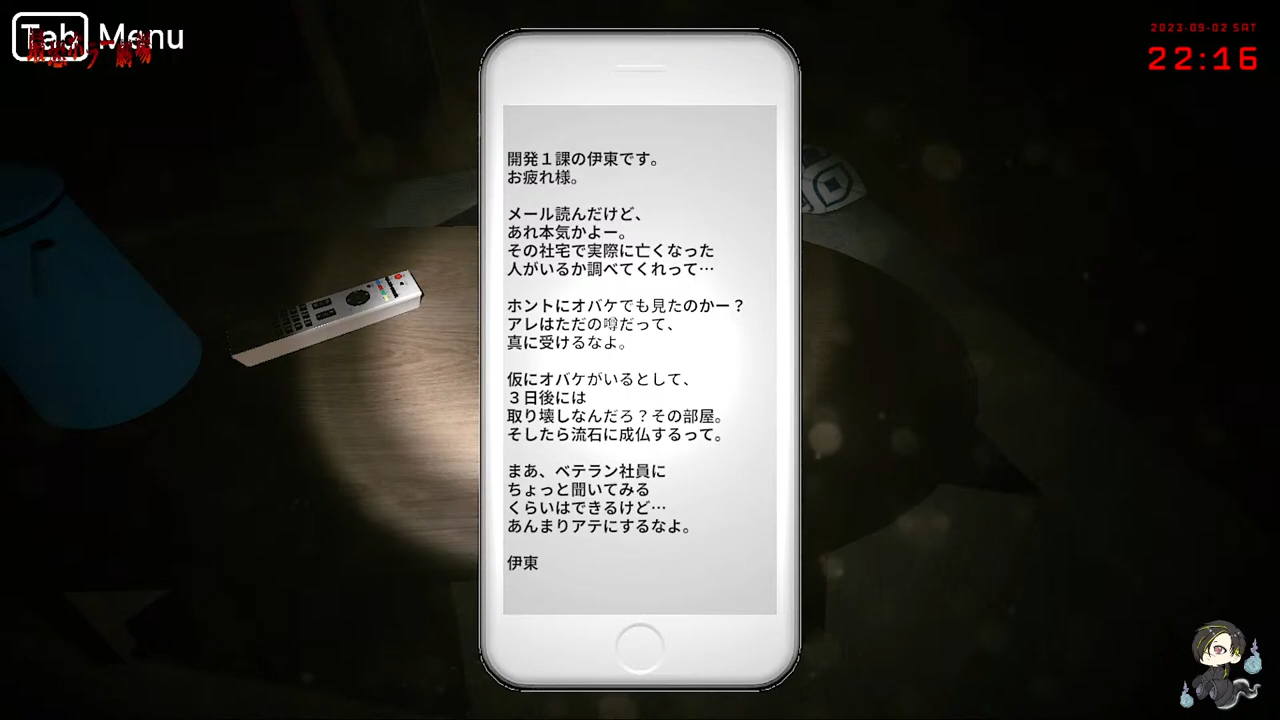 Tab Menu
2023-09-02 SAT
22:16
開発１課の伊東です。
お疲れ様。
メール読んだけど、
あれ本気かよー。
その社宅で実際に亡くなった
人がいるか調べてくれって…
ホントにオバケでも見たのかー？
アレはただの噂だって、
真に受けるなよ。
仮にオバケがいるとして、
３日後には
取り壊しなんだろ？その部屋。
そしたら流石に成仏するって。
まあ、ベテラン社員に
ちょっと聞いてみる
くらいはできるけど…
あんまりアテにするなよ。
伊東